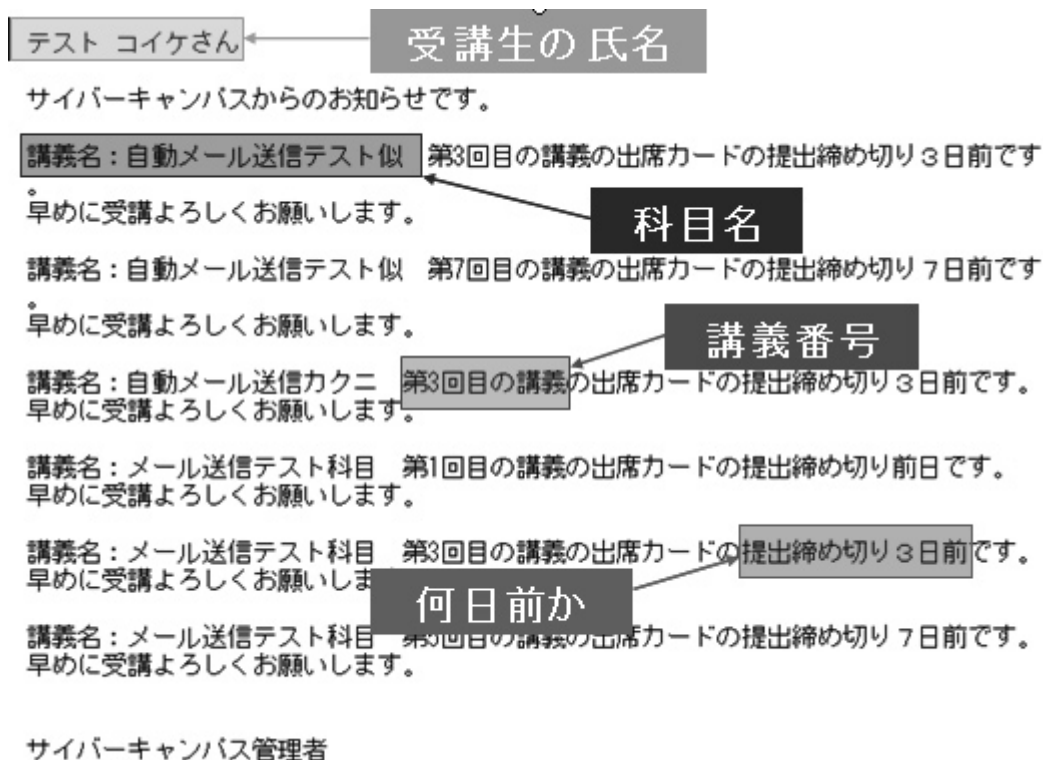 テスト コイケさん
受講生の氏名
サイバーキャンパスからのお知らせです。
講義名：自動メール送信テスト似　第3回目の講義の出席カードの提出締め切り３日前です
。
早めに受講よろしくお願いします。
科目名
講義名：自動メール送信テスト似　第7回目の講義の出席カードの提出締め切り７日前です
。
早めに受講よろしくお願いします。
講義番号
講義名：自動メール送信カクニ　第3回目の講義の出席カードの提出締め切り３日前です。
早めに受講よろしくお願いします。
講義名：メール送信テスト科目　第1回目の講義の出席カードの提出締め切り前日です。
早めに受講よろしくお願いします。
講義名：メール送信テスト科目　第3回目の講義の出席カードの提出締め切り３日前です。
早めに受講よろしくお願いしま
何日前か
講義名：メール送信テスト科目　回目の講義の出席カードの提出締め切り７日前です。
早めに受講よろしくお願いします。
サイバーキャンパス管理者